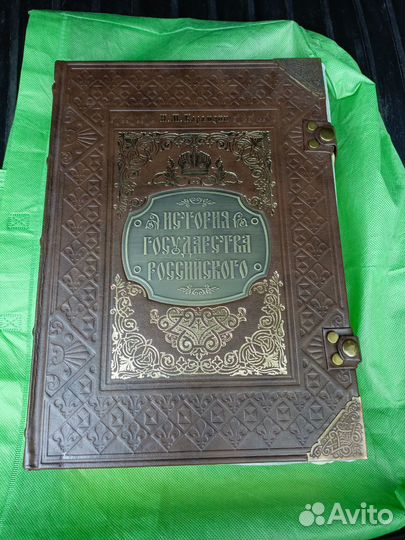 Н. М. Карамзин
ИСТОРИЯ
ГОСУДАРСТВА
РОССИЙСКОГО
Avito